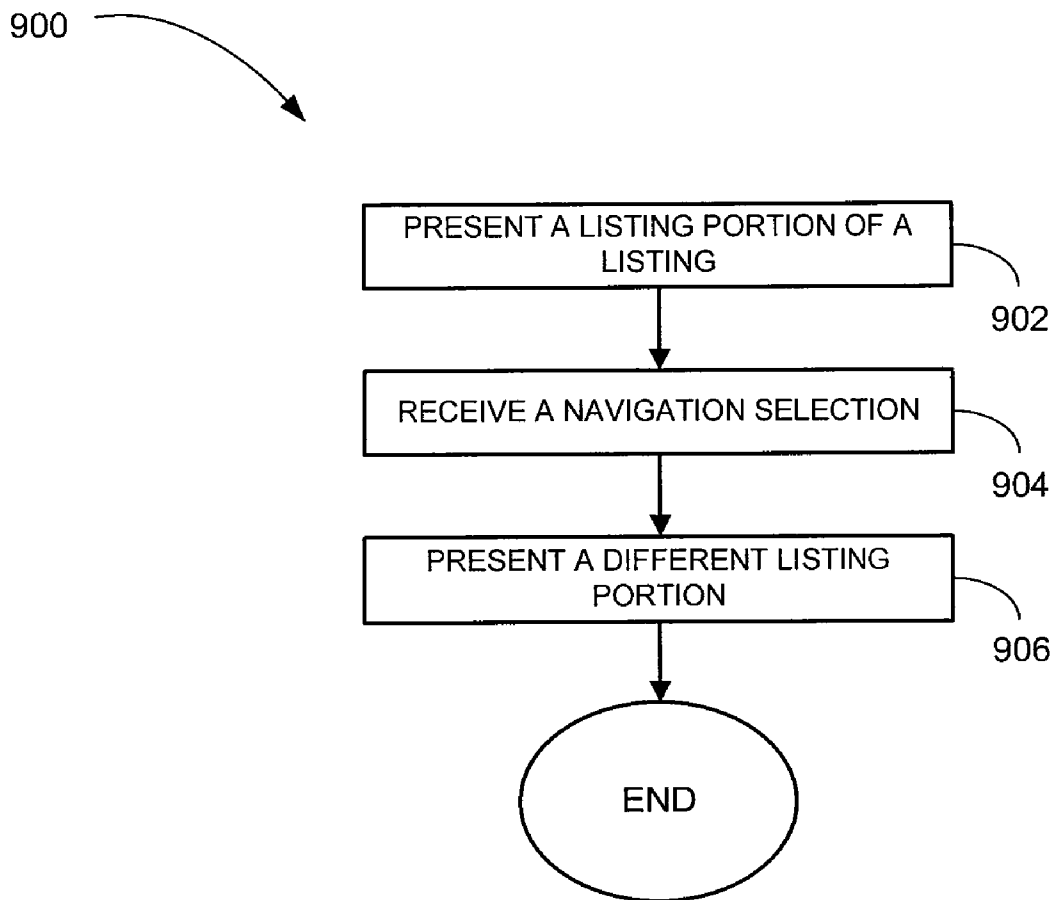 900
PRESENT A LISTING PORTION OF A
LISTING
902
RECEIVE A NAVIGATION SELECTION
904
PRESENT A DIFFERENT LISTING
PORTION
906
END